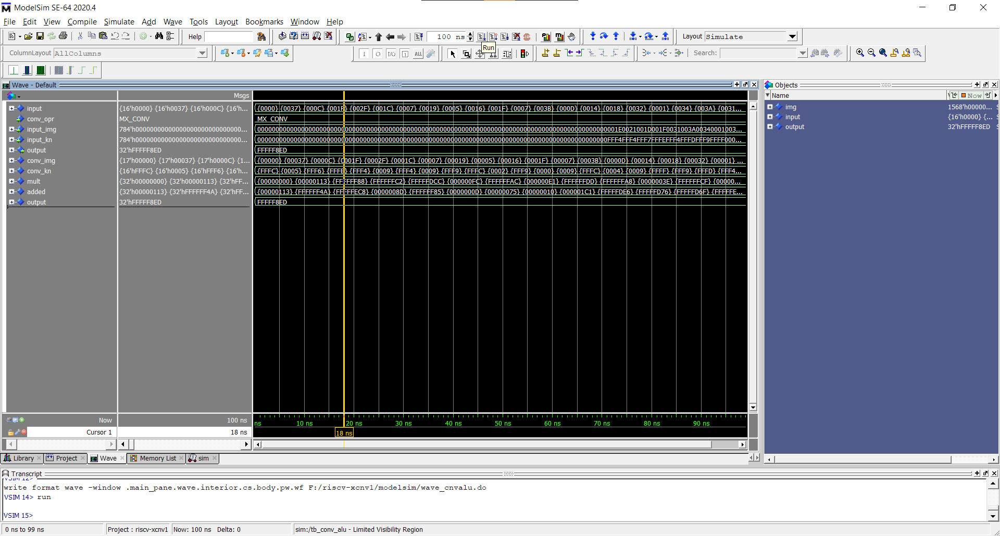 ModelSim SE-64 2020.4
File Edit View Compile Simulate Add Wave Tools Layout Bookmarks Window Help
Help 100 ns Layout Simulate
Run
ColumnLayout AllColumns Search:
Wave - Default
Msgs
input {16'h0000} {16'h0037} {16'h000C} {16'h... {0000} {0037} {000C} {001F} {002F} {001C} {0007} {0019} {0005} {0016} {001F} {0007} {003B} {000D} {0014} {0018} {0032} {0001} {0034} {003A} {0031...
conv_opr MX_CONV MX_CONV
input_img
input_kn
output 32'hFFFFF8ED FFFFF8ED
conv_img {17'h00000} {17'h00037} {17'h0000C} {1... {00000} {00037} {0000C} {0001F} {0002F} {0001C} {00007} {00019} {00005} {00016} {0001F} {00007} {0003B} {0000D} {00014} {00018} {00032} {00001} ...
conv_kn {16'hFFFC} {16'h0005} {16'hFFF6} {16'h... {FFFC} {0005} {FFF6} {FFF4} {0009} {FFF4} {0009} {FFF9} {FFFC} {0002} {FFF9} {0000} {0009} {FFFC} {0004} {0009} {FFFF} {FFF9} {FFFD} {FFF4...
mult {32'h00000000} {32'h00000113} {32'hFF... {00000000} {00000113} {FFFFFF88} {FFFFFFC2} {FFFFFDCC} {000000FC} {FFFFFFAC} {000000E1} {FFFFFFDD} {FFFFFFA8} {0000003E} {FFFFFFCF} {00000...
added {32'h00000113} {32'hFFFFFF4A} {32'hFF... {00000113} {FFFFFF4A} {FFFFFEC8} {0000008D} {FFFFFF85} {0000000D} {00000075} {00000010} {000001C1} {FFFFFDE6} {FFFFFD76} {FFFFFD6F} {FFFFFE...
output 32'hFFFFF8ED FFFFF8ED
Now 100 ns ns 10 ns 20 ns 30 ns 40 ns 50 ns 60 ns 70 ns 80 ns 90 ns
Cursor 1 18 ns 18 ns
Library Project Wave Memory List sim
Objects
Name Now
img 1568'h00000...
input {16'h0000} {...
output 32'hFFFFF8ED
Transcript
VSIM 12>
write format wave -window .main_pane.wave.interior.cs.body.pw.wf F:/riscv-xcnv1/modelsim/wave_cnvalu.do
VSIM 14> run
VSIM 15>
0 ns to 99 ns Project : riscv-xcnv1 Now: 100 ns Delta: 0 sim:/tb_conv_alu - Limited Visibility Region